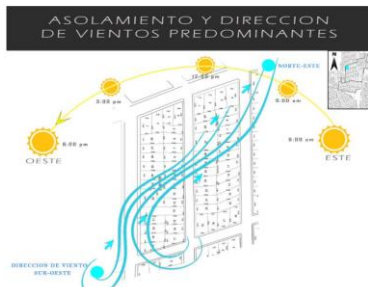 ASOLAMIENTO Y DIRECCION
DE VIENTOS PREDOMINANTES
NORTE-ESTE
12:00 pm
3:00 pm
9:00 am
6:00 pm
OESTE
6:00 am
ESTE
DIRECCION DE VIENTO
SUR-OESTE